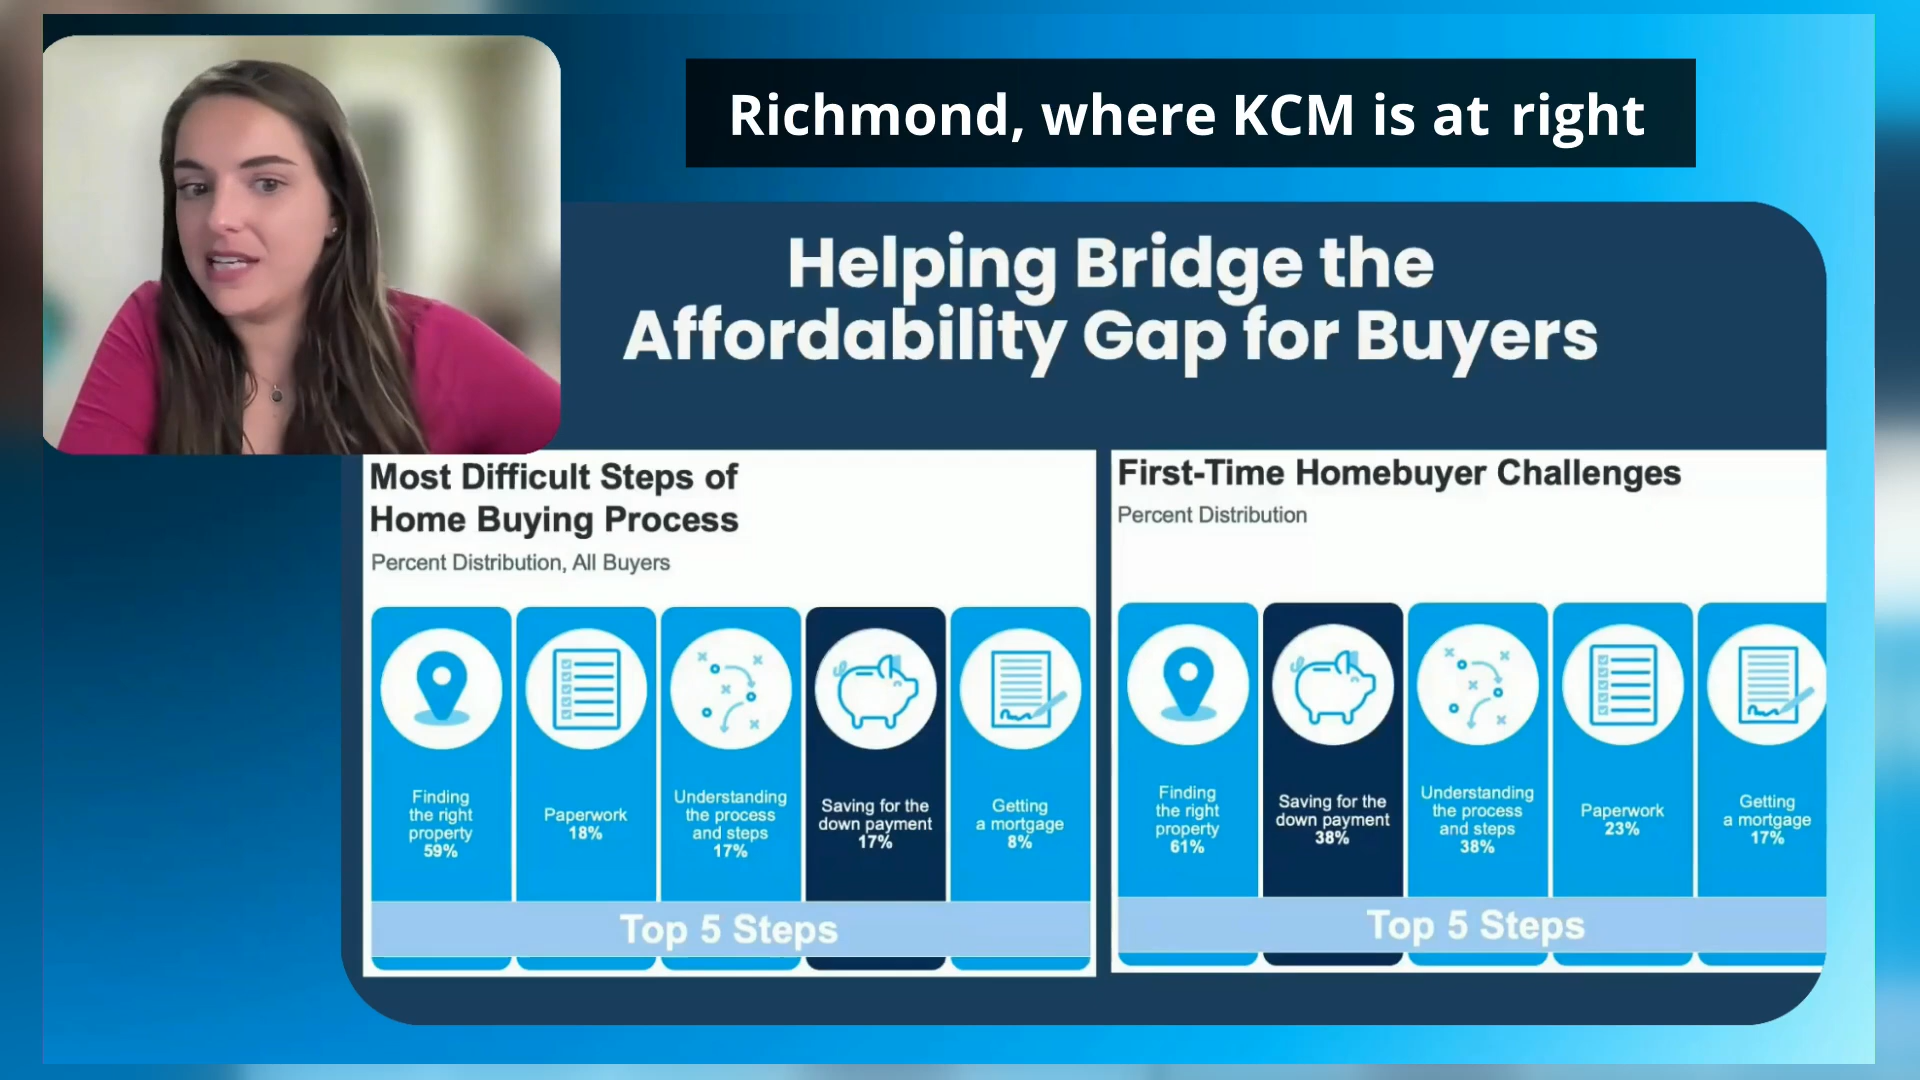 Richmond, where KCM is at right
Helping Bridge the
Affordability Gap for Buyers
Most Difficult Steps of
Home Buying Process
Percent Distribution, All Buyers
Finding
the right
property
59%
Paperwork
18%
Understanding
the process
and steps
17%
Saving for the
down payment
17%
Getting
a mortgage
8%
Top 5 Steps
First-Time Homebuyer Challenges
Percent Distribution
Finding
the right
property
61%
Saving for the
down payment
38%
Understanding
the process
and steps
38%
Paperwork
23%
Getting
a mortgage
17%
Top 5 Steps